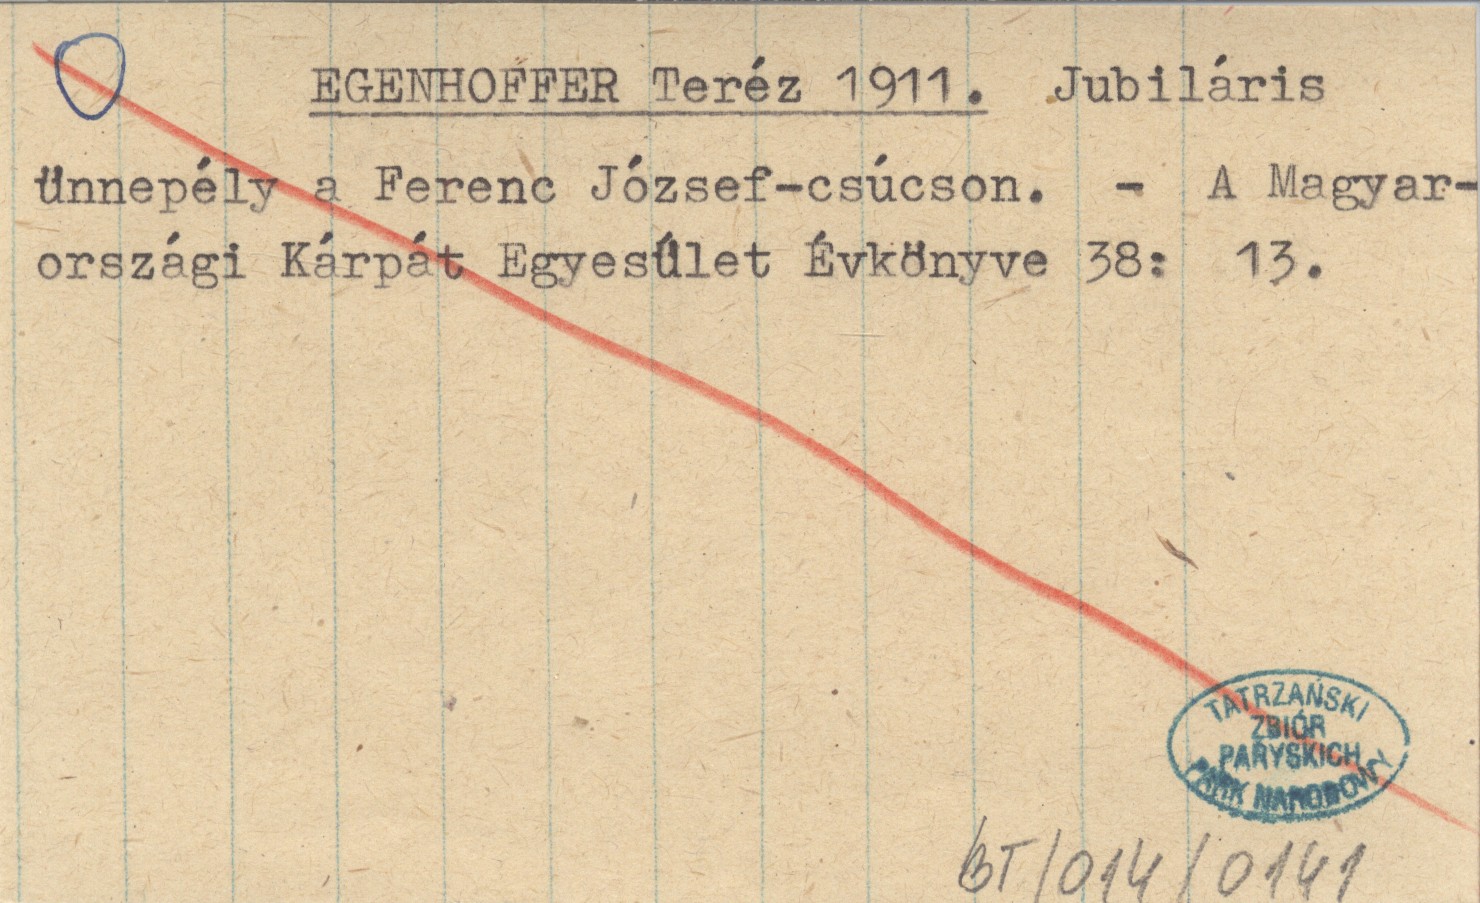 EGENHOFFER Teréz 1911. Jubiláris
ünnepély a Ferenc József-csúcson. - A Magyar-
országi Kárpát Egyesület Évkönyve 38: 13.
TATRZAŃSKI
ZBIÓR
PARYSKICH
PARK NARODOWY
BT/014/0141